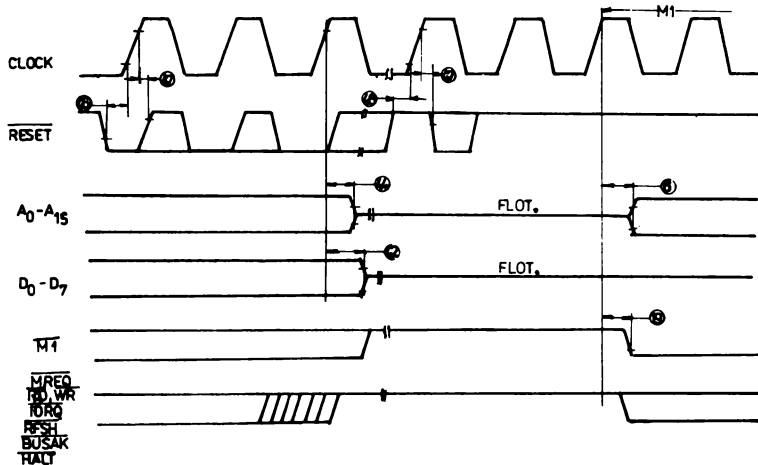 M1
CLOCK
RESET
A0-A15
FLOT.
D0-D7
FLOT.
M1
MREQ
RD, WR
IORQ
RFSH
BUSAK
HALT